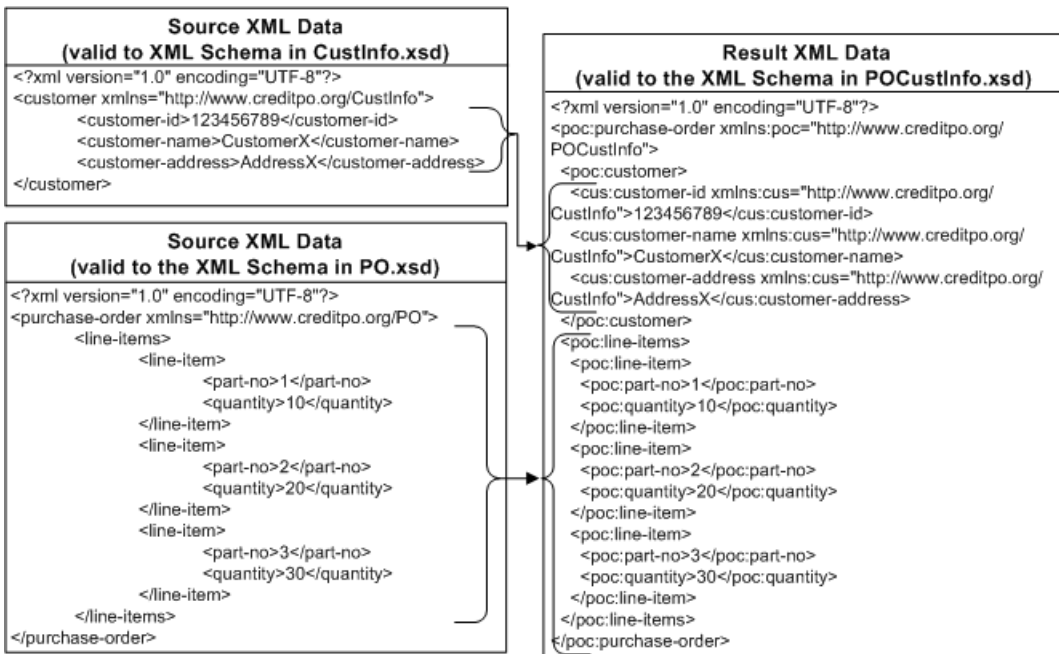 Source XML Data
(valid to XML Schema in CustInfo.xsd)
<?xml version="1.0" encoding="UTF-8"?>
<customer xmlns="http://www.creditpo.org/CustInfo">
<customer-id>123456789</customer-id>
<customer-name>CustomerX</customer-name>
<customer-address>AddressX</customer-address>
</customer>
Source XML Data
(valid to the XML Schema in PO.xsd)
<?xml version="1.0" encoding="UTF-8"?>
<purchase-order xmlns="http://www.creditpo.org/PO">
<line-items>
<line-item>
<part-no>1</part-no>
<quantity>10</quantity>
</line-item>
<line-item>
<part-no>2</part-no>
<quantity>20</quantity>
</line-item>
<line-item>
<part-no>3</part-no>
<quantity>30</quantity>
</line-item>
</line-items>
</purchase-order>
Result XML Data
(valid to the XML Schema in POCustInfo.xsd)
<?xml version="1.0" encoding="UTF-8"?>
<poc:purchase-order xmlns:poc="http://www.creditpo.org/
POCustInfo">
<poc:customer>
<cus:customer-id xmlns:cus="http://www.creditpo.org/
CustInfo">123456789</cus:customer-id>
<cus:customer-name xmlns:cus="http://www.creditpo.org/
CustInfo">CustomerX</cus:customer-name>
<cus:customer-address xmlns:cus="http://www.creditpo.org/
CustInfo">AddressX</cus:customer-address>
</poc:customer>
<poc:line-items>
<poc:line-item>
<poc:part-no>1</poc:part-no>
<poc:quantity>10</poc:quantity>
</poc:line-item>
<poc:line-item>
<poc:part-no>2</poc:part-no>
<poc:quantity>20</poc:quantity>
</poc:line-item>
<poc:line-item>
<poc:part-no>3</poc:part-no>
<poc:quantity>30</poc:quantity>
</poc:line-item>
</poc:line-items>
</poc:purchase-order>